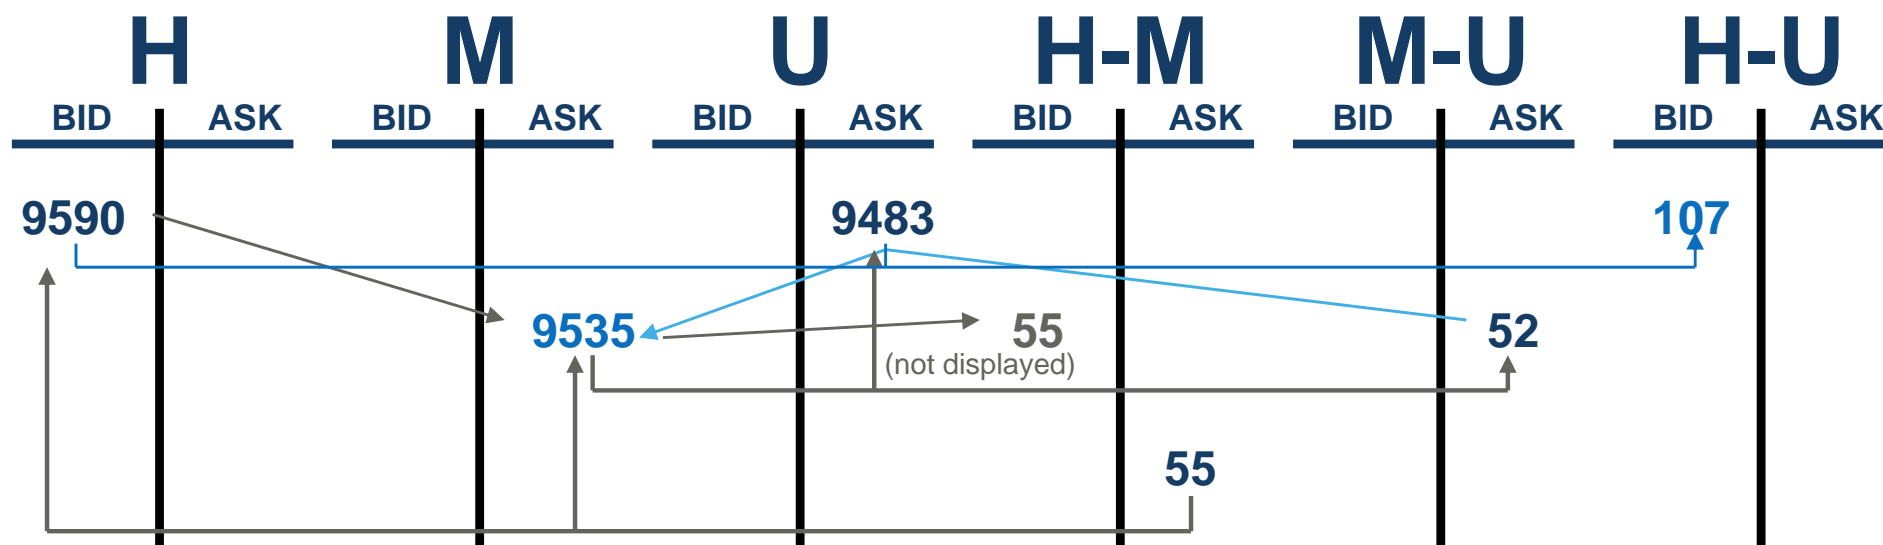 H M U H-M M-U H-U
BID ASK BID ASK BID ASK BID ASK BID ASK BID ASK
9590 9483 107
9535 55 52
(not displayed)
55